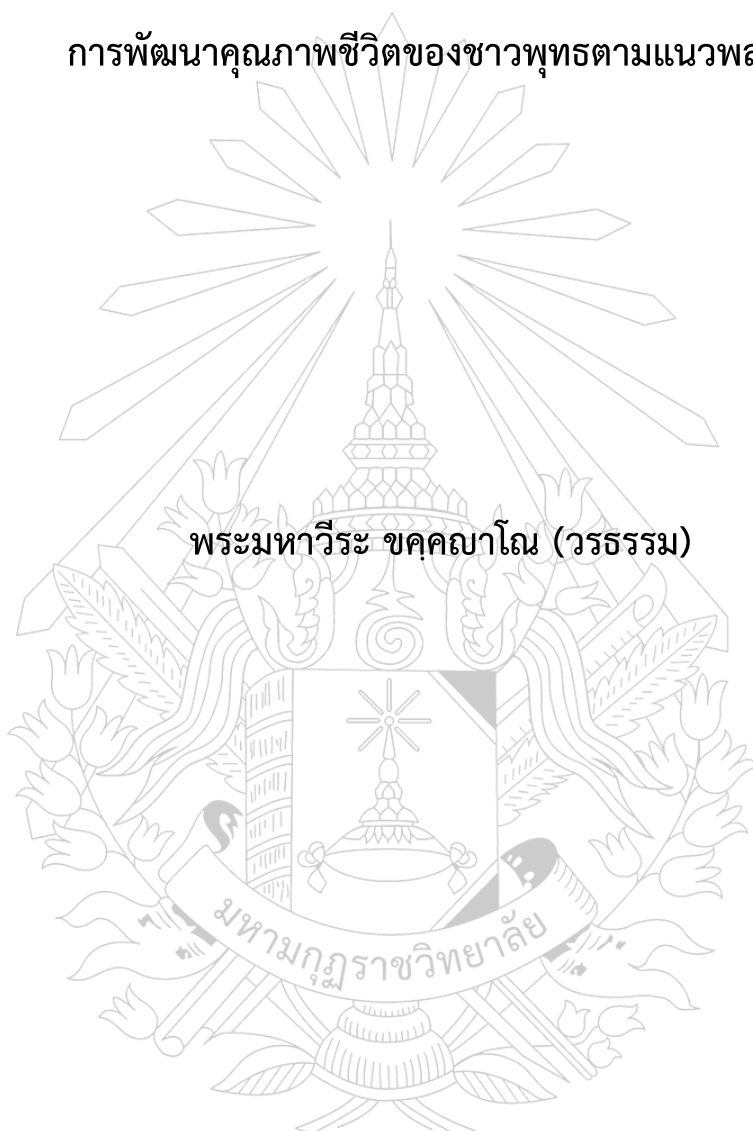 การพัฒนาคุณภาพชีวิตของชาวพุทธตามแนวพล
พระมหาวีระ ขคฺคญาโณ (วรธรรม)
มหามกุฏราชวิทยาลัย